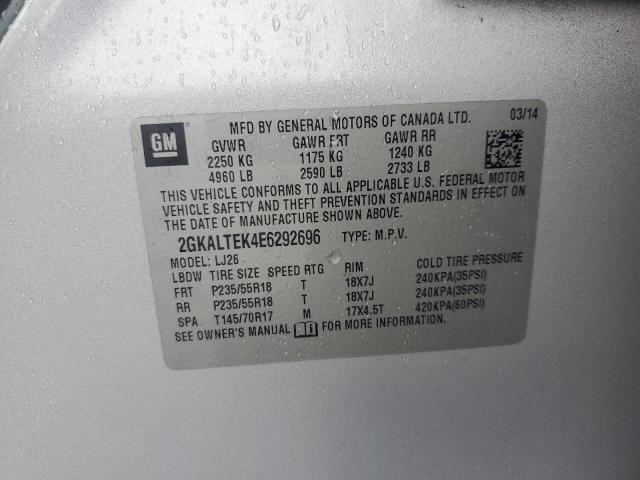 GM
MFD BY GENERAL MOTORS OF CANADA LTD. 03/14
GVWR GAWR FRT GAWR RR
2250 KG 1175 KG 1240 KG
4960 LB 2590 LB 2733 LB
THIS VEHICLE CONFORMS TO ALL APPLICABLE U.S. FEDERAL MOTOR
VEHICLE SAFETY AND THEFT PREVENTION STANDARDS IN EFFECT ON
THE DATE OF MANUFACTURE SHOWN ABOVE.
2GKALTEK4E6292696 TYPE: M.P.V.
MODEL: LJ26
LBDW TIRE SIZE SPEED RTG RIM COLD TIRE PRESSURE
FRT P235/55R18 T 18X7J 240KPA(35PSI)
RR P235/55R18 T 18X7J 240KPA(35PSI)
SPA T145/70R17 M 17X4.5T 420KPA(60PSI)
SEE OWNER'S MANUAL FOR MORE INFORMATION.